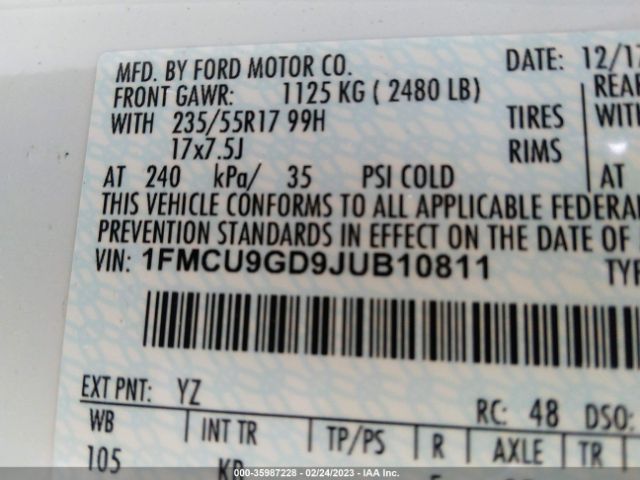 MFD. BY FORD MOTOR CO. DATE: 12/17
FRONT GAWR: 1125 KG ( 2480 LB)
WITH 235/55R17 99H TIRES WITH
17x7.5J RIMS
AT 240 kPa/ 35 PSI COLD AT
THIS VEHICLE CONFORMS TO ALL APPLICABLE
PREVENTION STANDARDS IN EFFECT ON THE DATE OF
VIN: 1FMCU9GD9JUB10811
EXT PNT: YZ RC: 48 DSO:
WB INT TR TP/PS R AXLE TR
105
#50 - 35987228 - 02/24/2023 - IAA Inc.